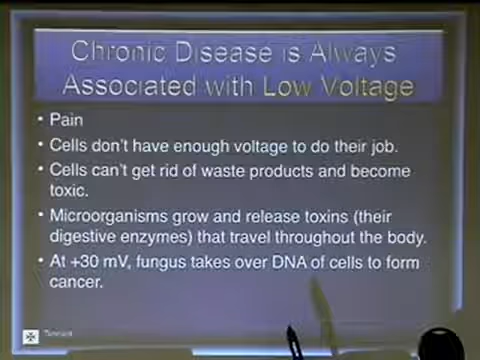 Chronic Disease is Always
Associated with Low Voltage
• Pain
• Cells don't have enough voltage to do their job.
• Cells can't get rid of waste products and become
toxic.
• Microorganisms grow and release toxins (their
digestive enzymes) that travel throughout the body.
• At +30 mV, fungus takes over DNA of cells to form
cancer.